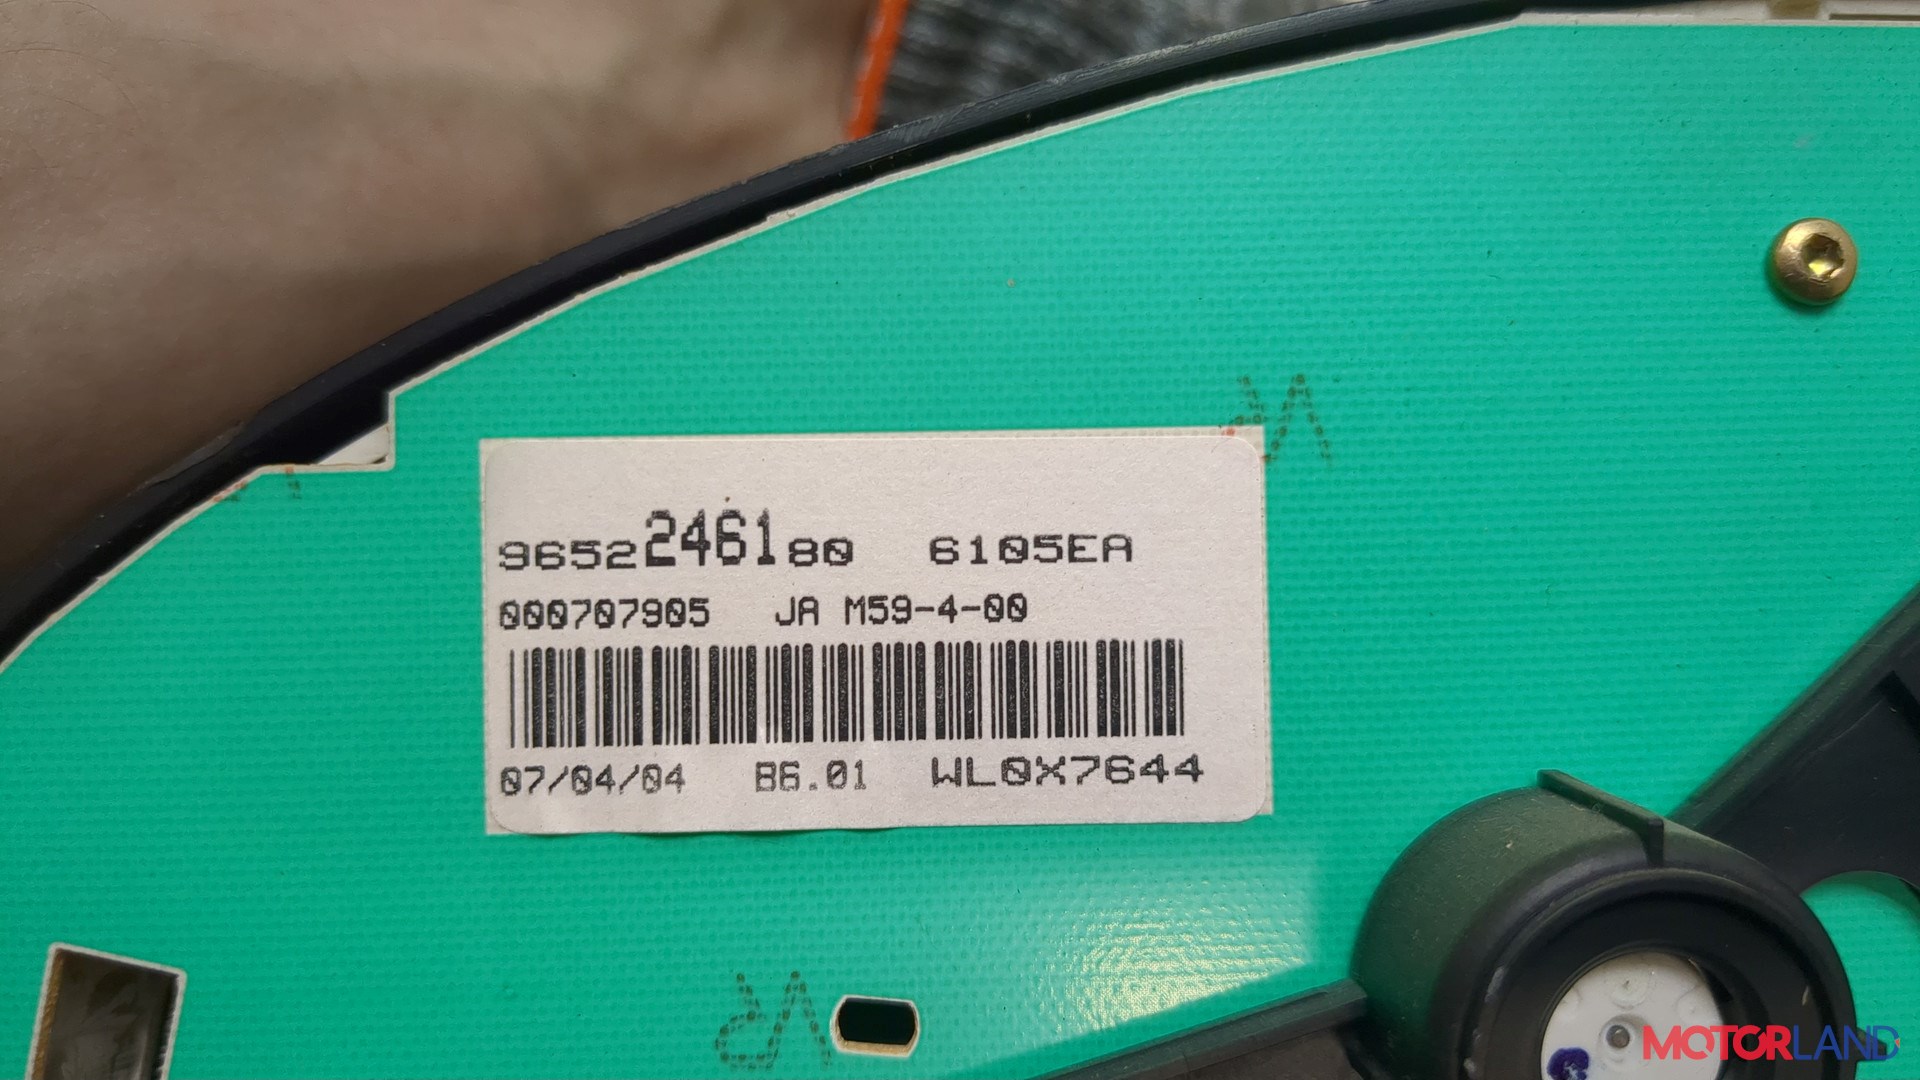 9652246180 6105EA
000707905 JA M59-4-00
07/04/04 B6.01 WL0X7644
MOTORLAND